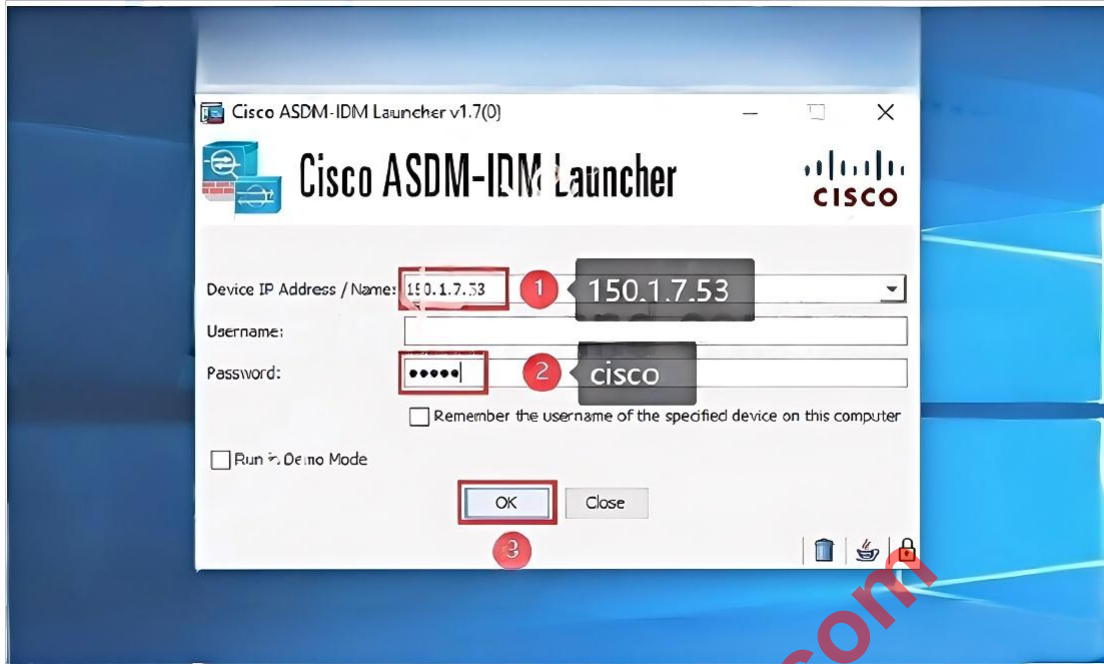 Cisco ASDM-IDM Launcher v1.7(0)
Cisco ASDM-IDM Launcher
CISCO
Device IP Address / Name: 150.1.7.53 1 150.1.7.53
Username:
Password: ••••• 2 cisco
Remember the username of the specified device on this computer
Run in Demo Mode
OK Close
3
com